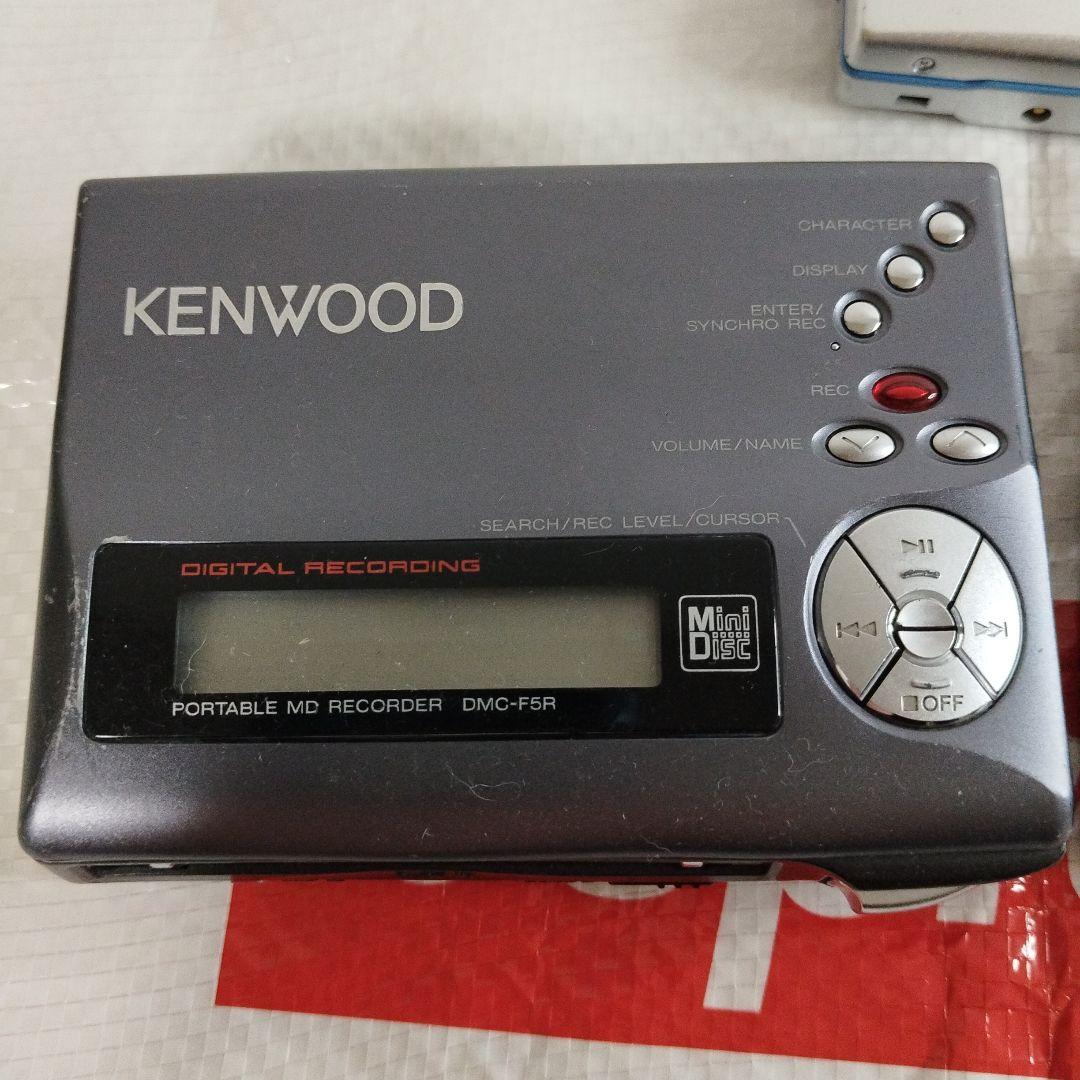 KENWOOD
CHARACTER
DISPLAY
ENTER/
SYNCHRO REC
REC
VOLUME/NAME
SEARCH/REC LEVEL/CURSOR
DIGITAL RECORDING
Mini
Disc
PORTABLE MD RECORDER DMC-F5R
OFF